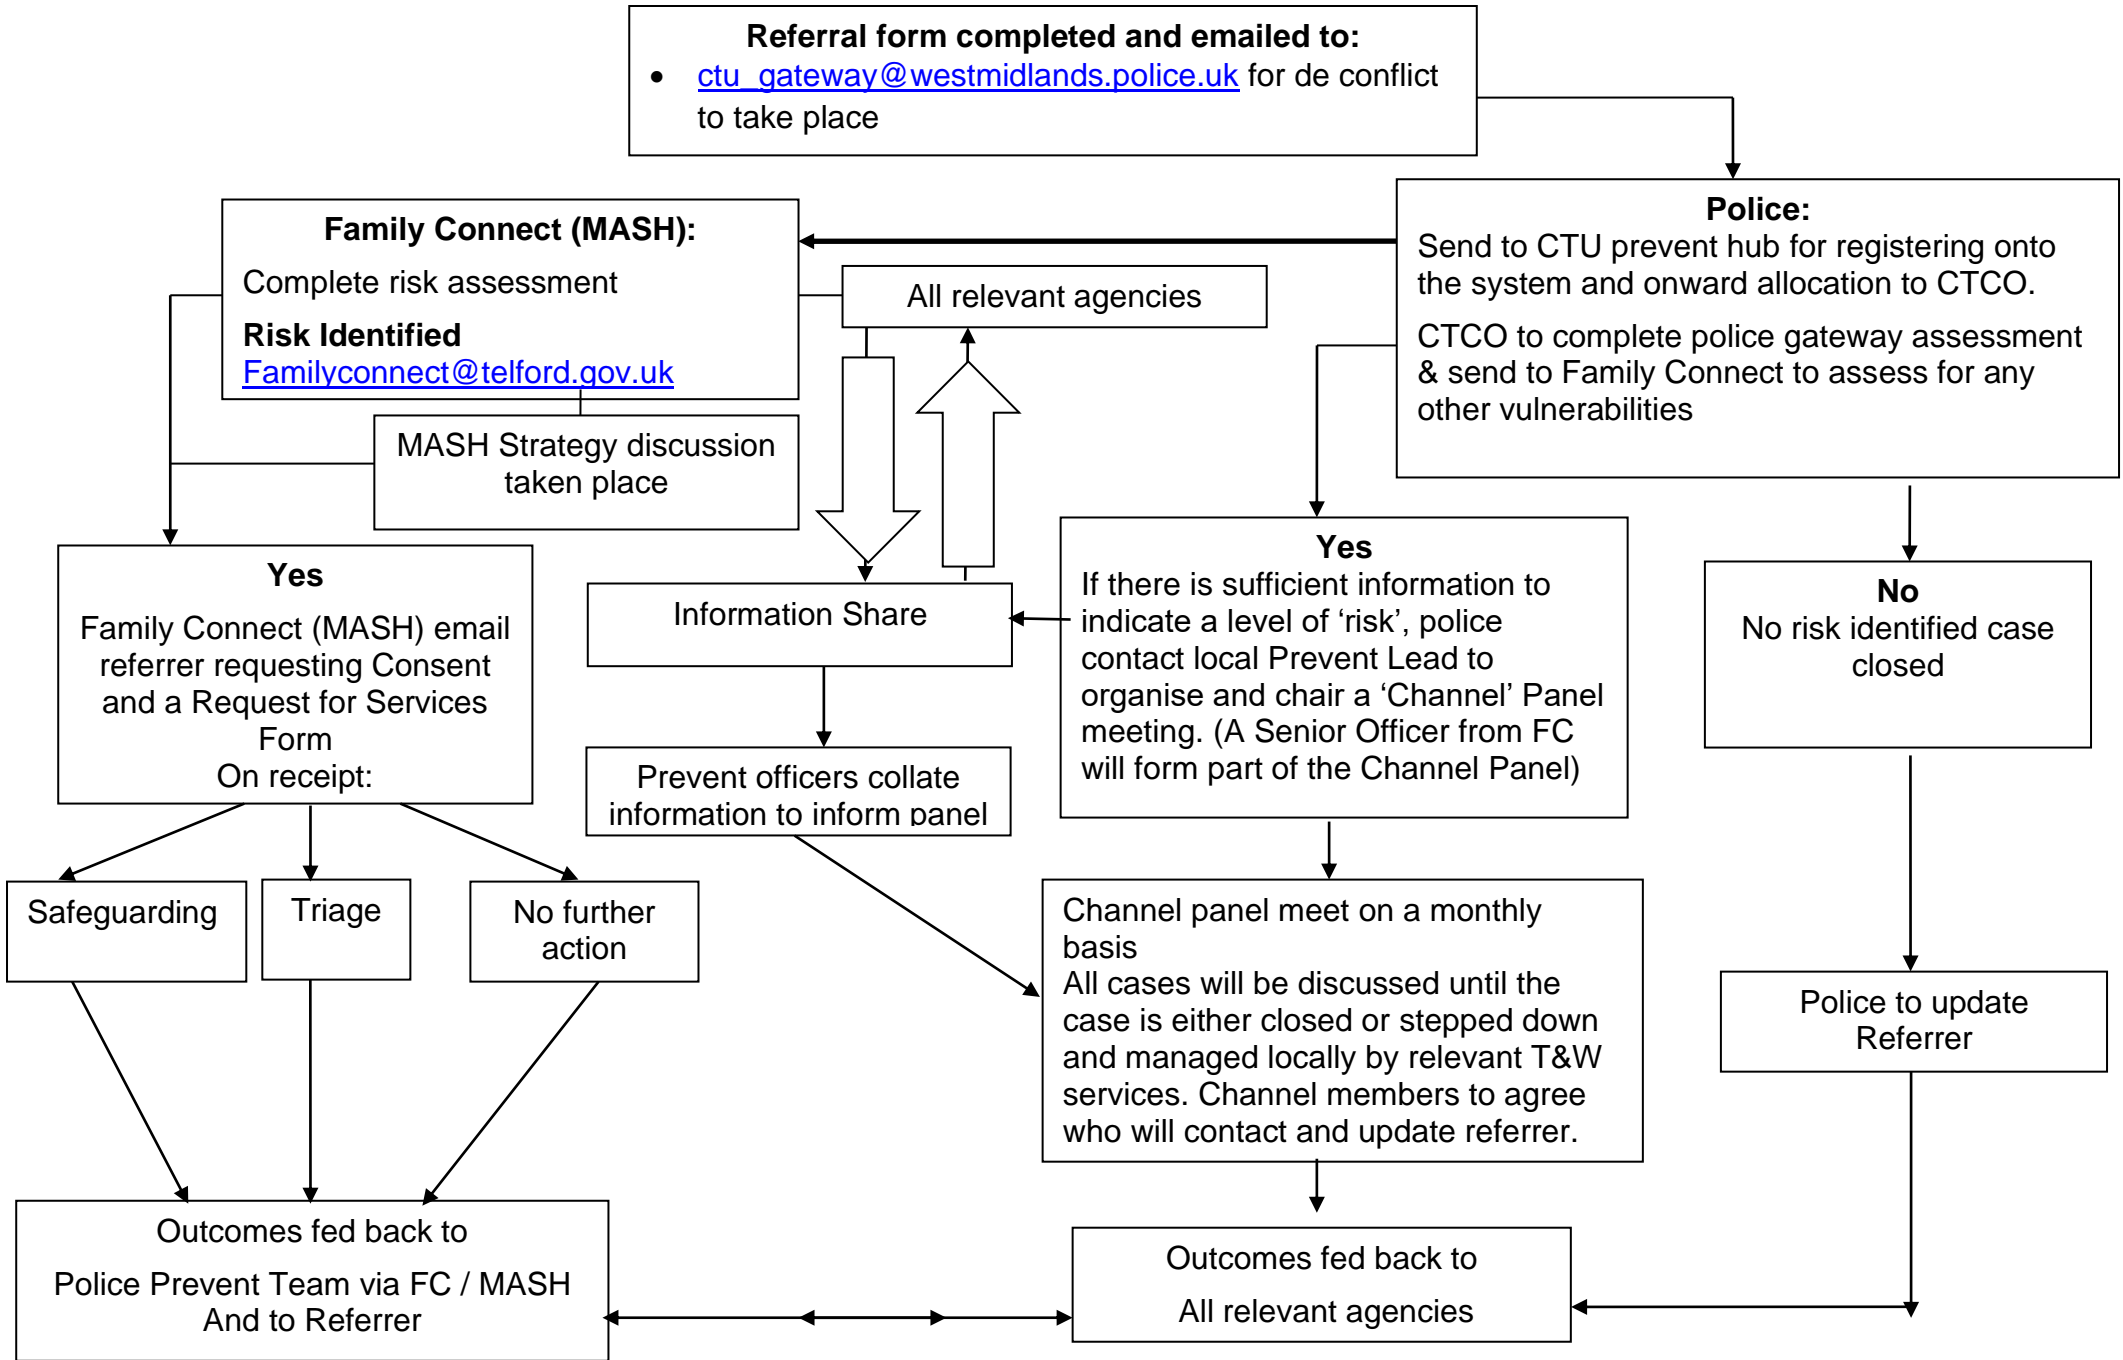 Referral form completed and emailed to:
• ctu_gateway@westmidlands.police.uk for de conflict
to take place
Police:
Send to CTU prevent hub for registering onto
the system and onward allocation to CTCO.
CTCO to complete police gateway assessment
& send to Family Connect to assess for any
other vulnerabilities
Family Connect (MASH):
Complete risk assessment
Risk Identified
Familyconnect@telford.gov.uk
All relevant agencies
MASH Strategy discussion
taken place
Yes
Family Connect (MASH) email
referrer requesting Consent
and a Request for Services
Form
On receipt:
Information Share
Yes
If there is sufficient information to
indicate a level of ‘risk’, police
contact local Prevent Lead to
organise and chair a ‘Channel’ Panel
meeting. (A Senior Officer from FC
will form part of the Channel Panel)
No
No risk identified case
closed
Prevent officers collate
information to inform panel
Safeguarding
Triage
No further
action
Channel panel meet on a monthly
basis
All cases will be discussed until the
case is either closed or stepped down
and managed locally by relevant T&W
services. Channel members to agree
who will contact and update referrer.
Police to update
Referrer
Outcomes fed back to
Police Prevent Team via FC / MASH
And to Referrer
Outcomes fed back to
All relevant agencies